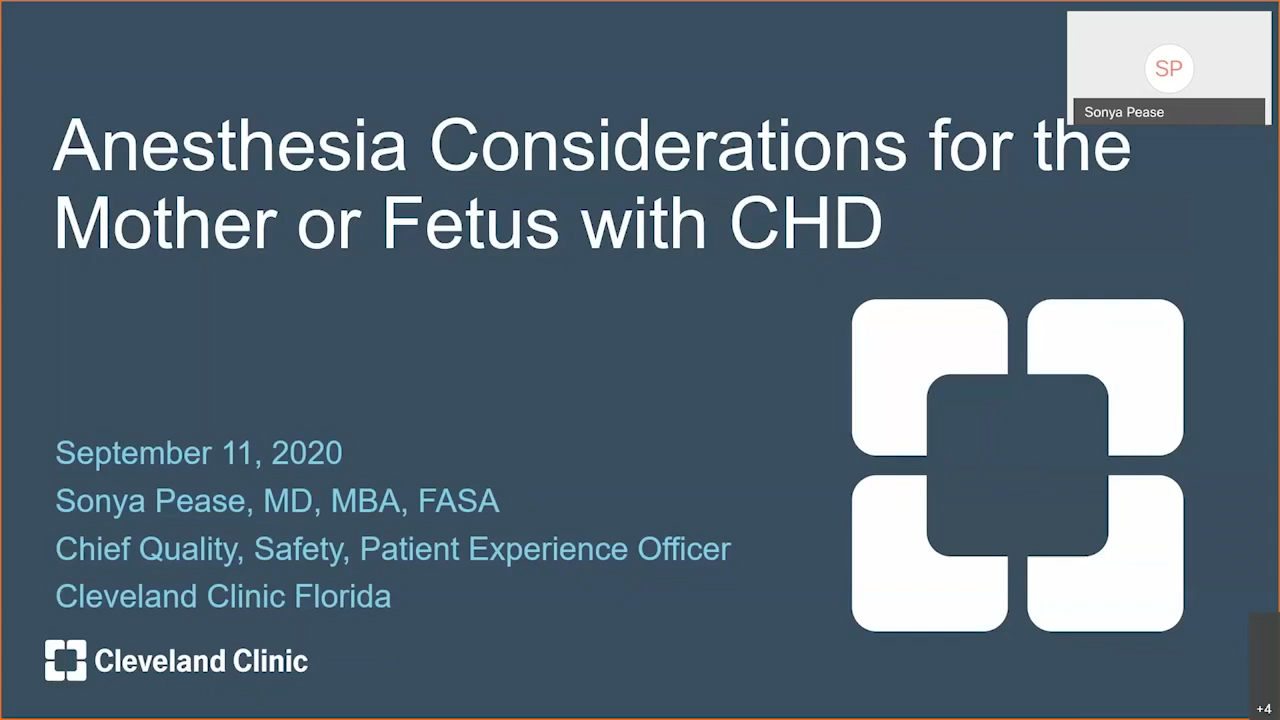 SP
Sonya Pease
Anesthesia Considerations for the
Mother or Fetus with CHD
September 11, 2020
Sonya Pease, MD, MBA, FASA
Chief Quality, Safety, Patient Experience Officer
Cleveland Clinic Florida
Cleveland Clinic
+4